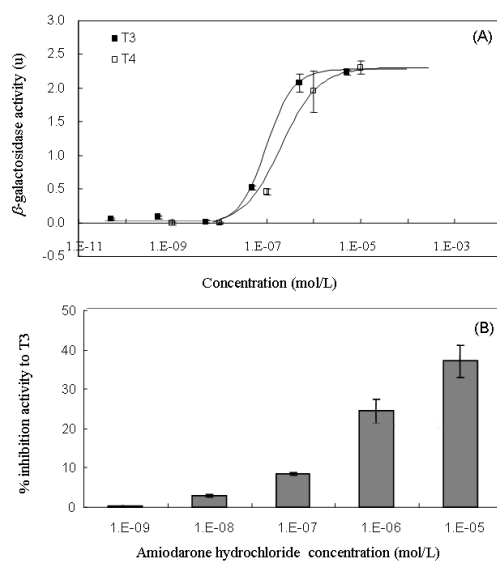 3.0
(A)
T3
T4
2.5
2.0
1.5
1.0
0.5
0.0
-0.5
β-galactosidase activity (u)
1.E-11 1.E-09 1.E-07 1.E-05 1.E-03
Concentration (mol/L)
50
(B)
40
30
20
10
0
% inhibition activity to T3
1.E-09 1.E-08 1.E-07 1.E-06 1.E-05
Amiodarone hydrochloride concentration (mol/L)